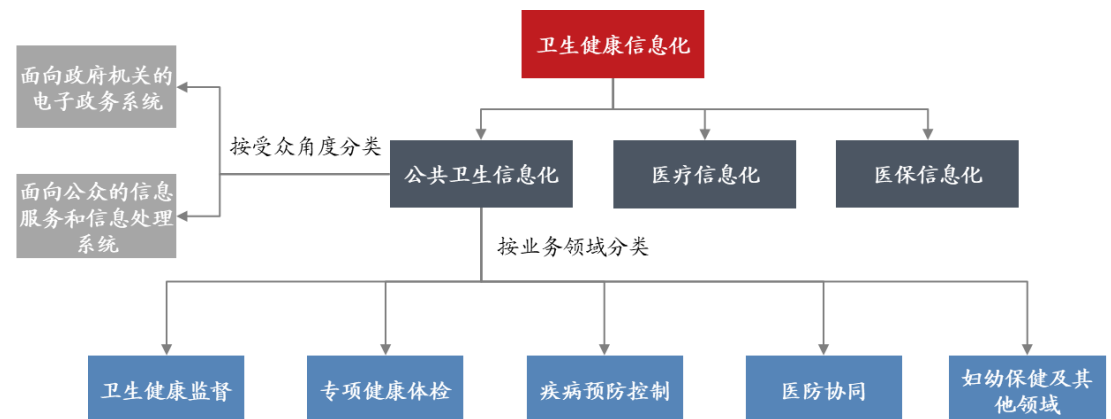 卫生健康信息化
面向政府机关的
电子政务系统
按受众角度分类
公共卫生信息化
医疗信息化
医保信息化
面向公众的信息
服务和信息处理
系统
按业务领域分类
卫生健康监督
专项健康体检
疾病预防控制
医防协同
妇幼保健及其
他领域